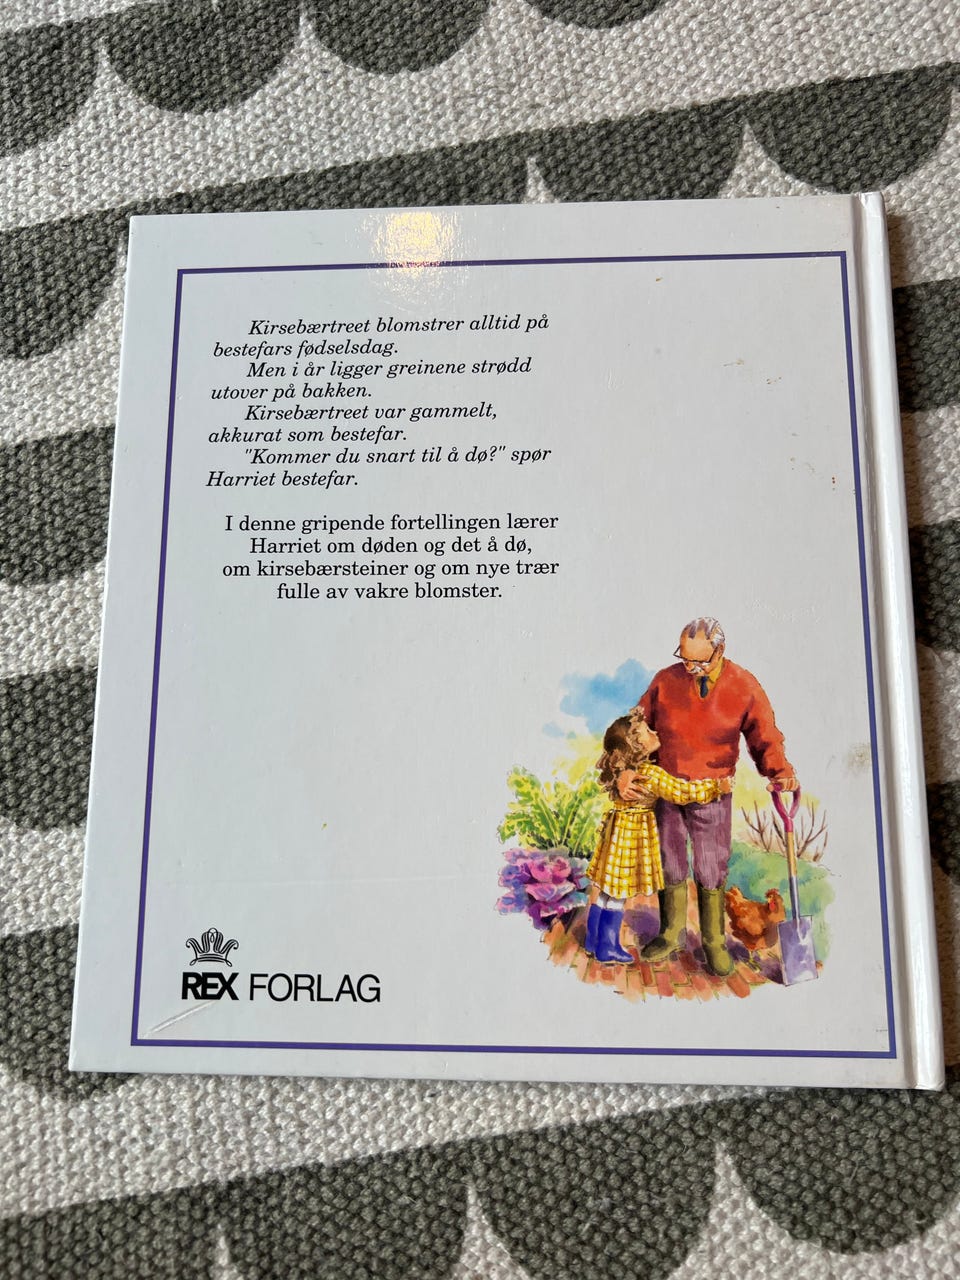 Kirsebærtreet blomstrer alltid på
bestefars fødselsdag.
Men i år ligger greinene strødd
utover på bakken.
Kirsebærtreet var gammelt,
akkurat som bestefar.
"Kommer du snart til å dø?" spør
Harriet bestefar.
I denne gripende fortellingen lærer
Harriet om døden og det å dø,
om kirsebærsteiner og om nye trær
fulle av vakre blomster.
REX FORLAG